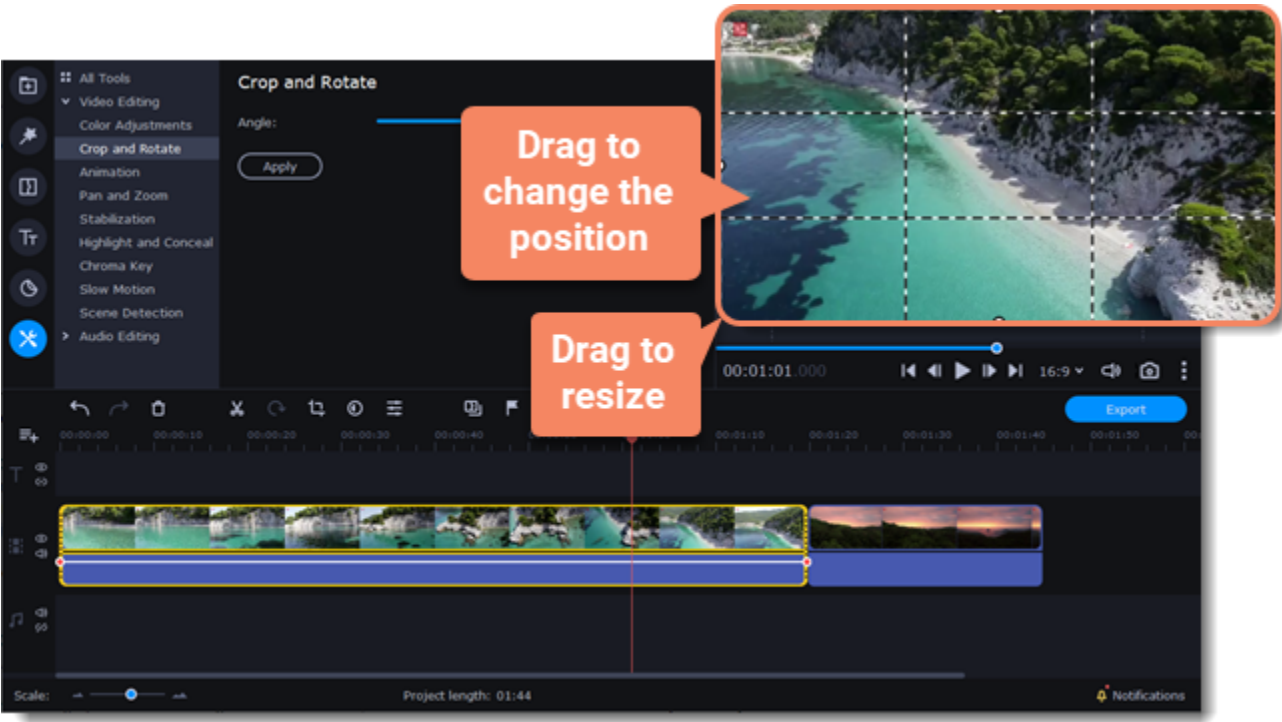 All Tools
Video Editing
Color Adjustments
Crop and Rotate
Animation
Pan and Zoom
Stabilization
Highlight and Conceal
Chroma Key
Slow Motion
Scene Detection
Audio Editing
Crop and Rotate
Angle:
Apply
Drag to
change the
position
Drag to
resize
00:01:01.000
16:9
Export
00:00:00 00:00:10 00:00:20 00:00:30 00:00:40 00:01:10 00:01:20 00:01:30 00:01:40 00:01:50
Scale:
Project length: 01:44
Notifications